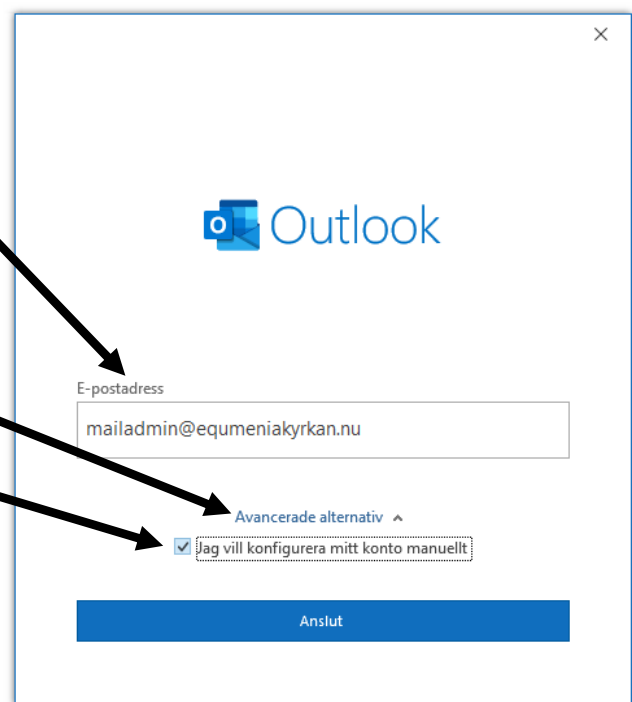 Outlook
E-postadress
mailadmin@equmeniakyrkan.nu
Avancerade alternativ
Jag vill konfigurera mitt konto manuellt
Anslut